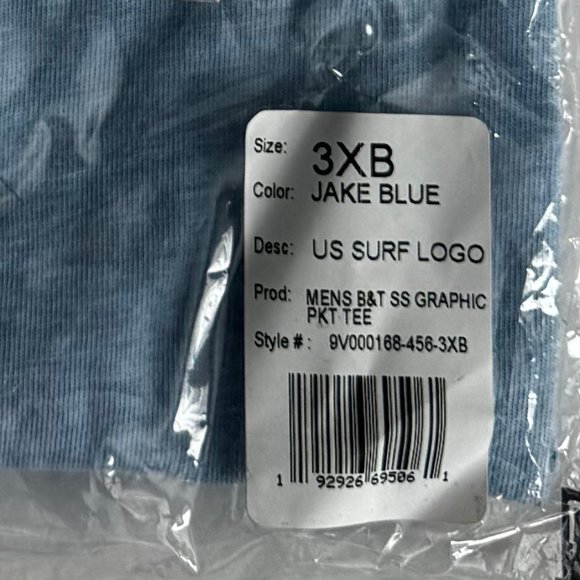 Size: 3XB
Color: JAKE BLUE
Desc: US SURF LOGO
Prod: MENS B&T SS GRAPHIC
PKT TEE
Style # : 9V000168-456-3XB
1 92926 69506 1